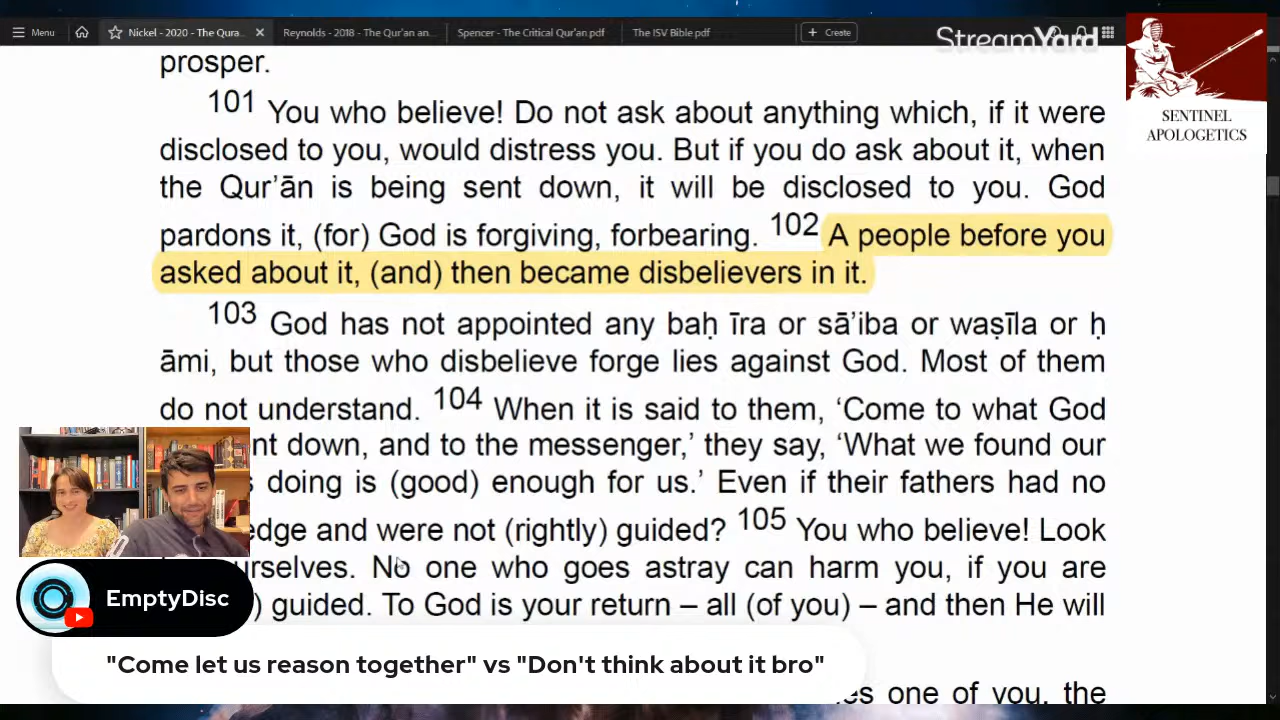 Menu
Nickel - 2020 - The Qura...
Reynolds - 2018 - The Qur'an an...
Spencer - The Critical Qur'an.pdf
The ISV Bible.pdf
+ Create
StreamYard
SENTINEL
APOLOGETICS
prosper.
101 You who believe! Do not ask about anything which, if it were
disclosed to you, would distress you. But if you do ask about it, when
the Qur’ān is being sent down, it will be disclosed to you. God
pardons it, (for) God is forgiving, forbearing. 102 A people before you
asked about it, (and) then became disbelievers in it.
103 God has not appointed any baḥ īra or sā’iba or waṣīla or ḥ
āmi, but those who disbelieve forge lies against God. Most of them
do not understand. 104 When it is said to them, ‘Come to what God
nt down, and to the messenger,’ they say, ‘What we found our
s doing is (good) enough for us.’ Even if their fathers had no
edge and were not (rightly) guided? 105 You who believe! Look
urselves. No one who goes astray can harm you, if you are
) guided. To God is your return – all (of you) – and then He will
EmptyDisc
"Come let us reason together" vs "Don't think about it bro"
es one of you, the